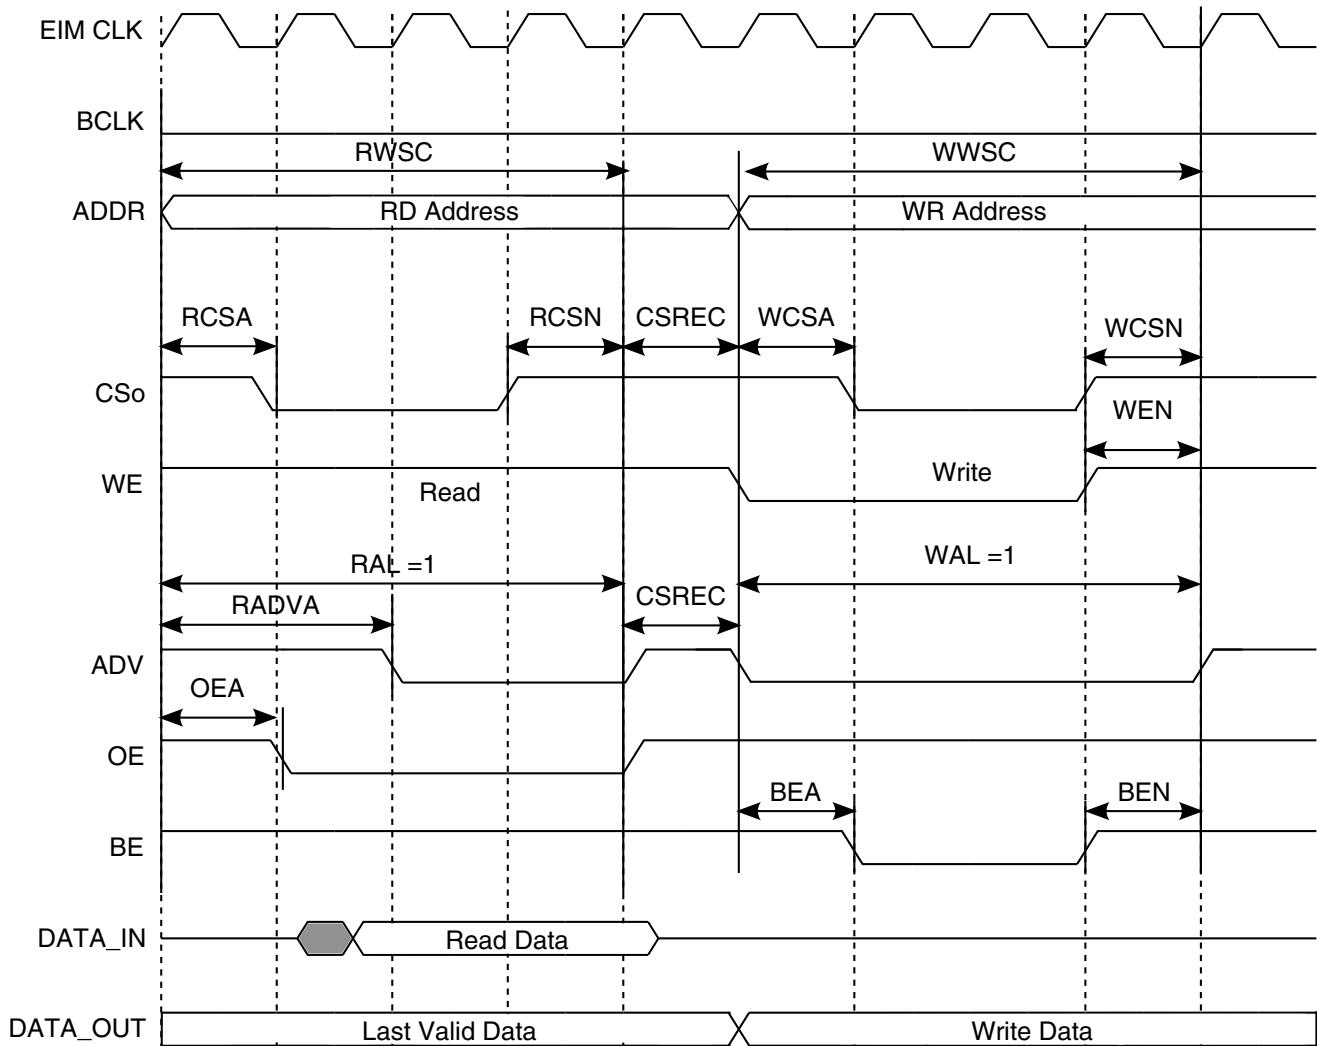 EIM CLK
BCLK
RWSC
WWSC
ADDR
RD Address
WR Address
RCSA
RCSN
CSREC
WCSA
WCSN
CSo
WEN
WE
Read
Write
RAL =1
WAL =1
RADVA
CSREC
ADV
OEA
OE
BEA
BEN
BE
DATA_IN
Read Data
DATA_OUT
Last Valid Data
Write Data